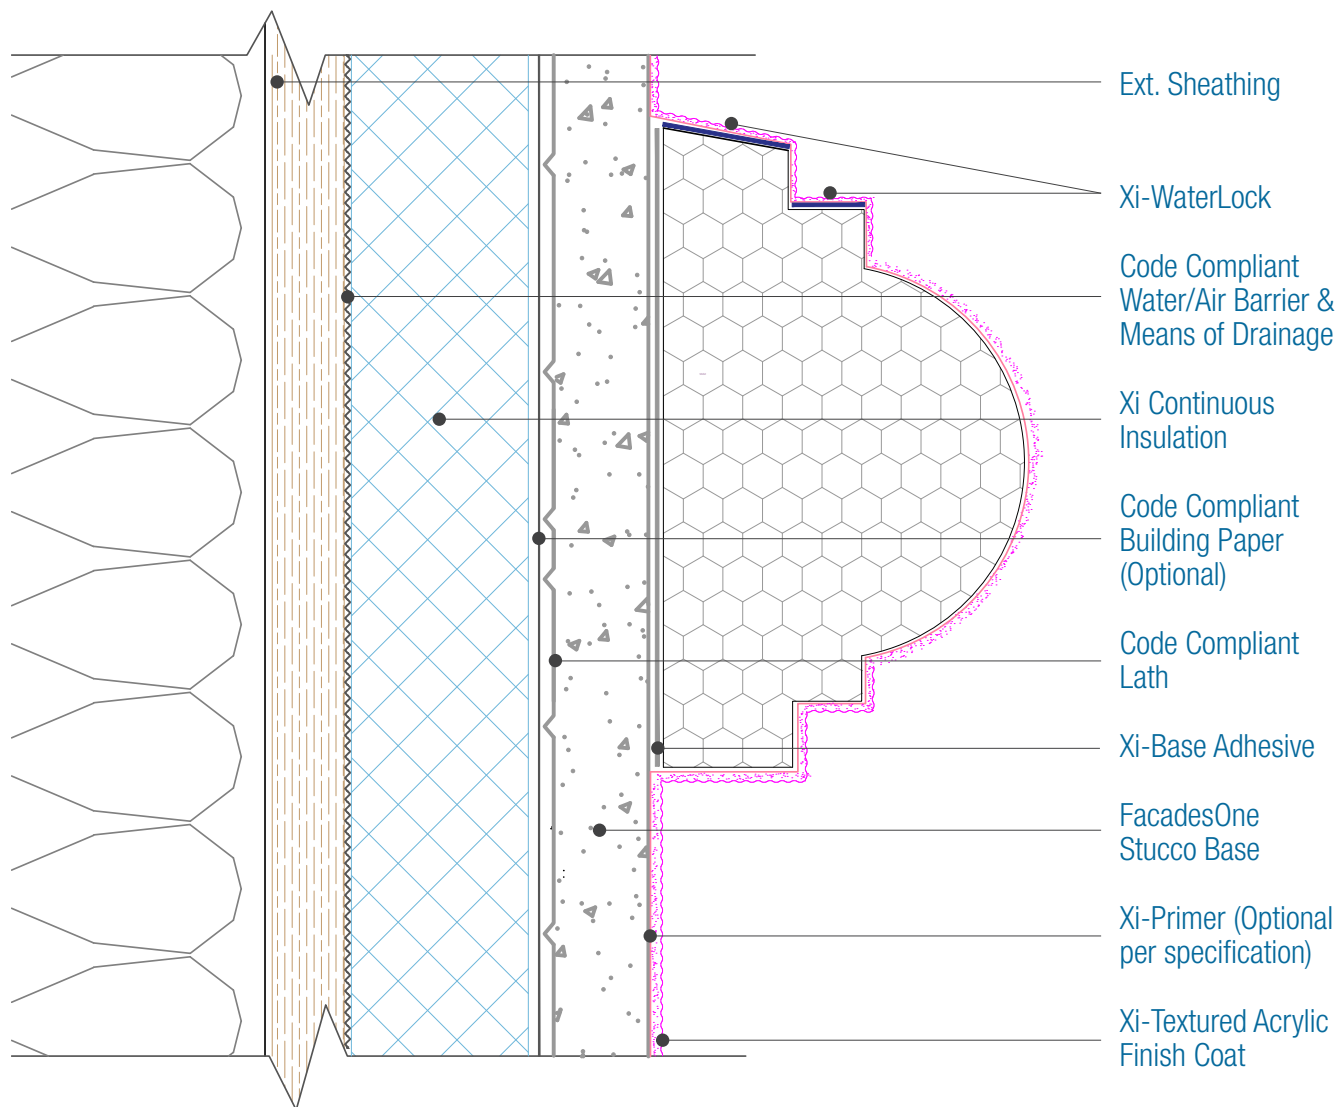 Ext. Sheathing
Xi-WaterLock
Code Compliant
Water/Air Barrier &
Means of Drainage
Xi Continuous
Insulation
Code Compliant
Building Paper
(Optional)
Code Compliant
Lath
Xi-Base Adhesive
FacadesOne
Stucco Base
Xi-Primer (Optional
per specification)
Xi-Textured Acrylic
Finish Coat